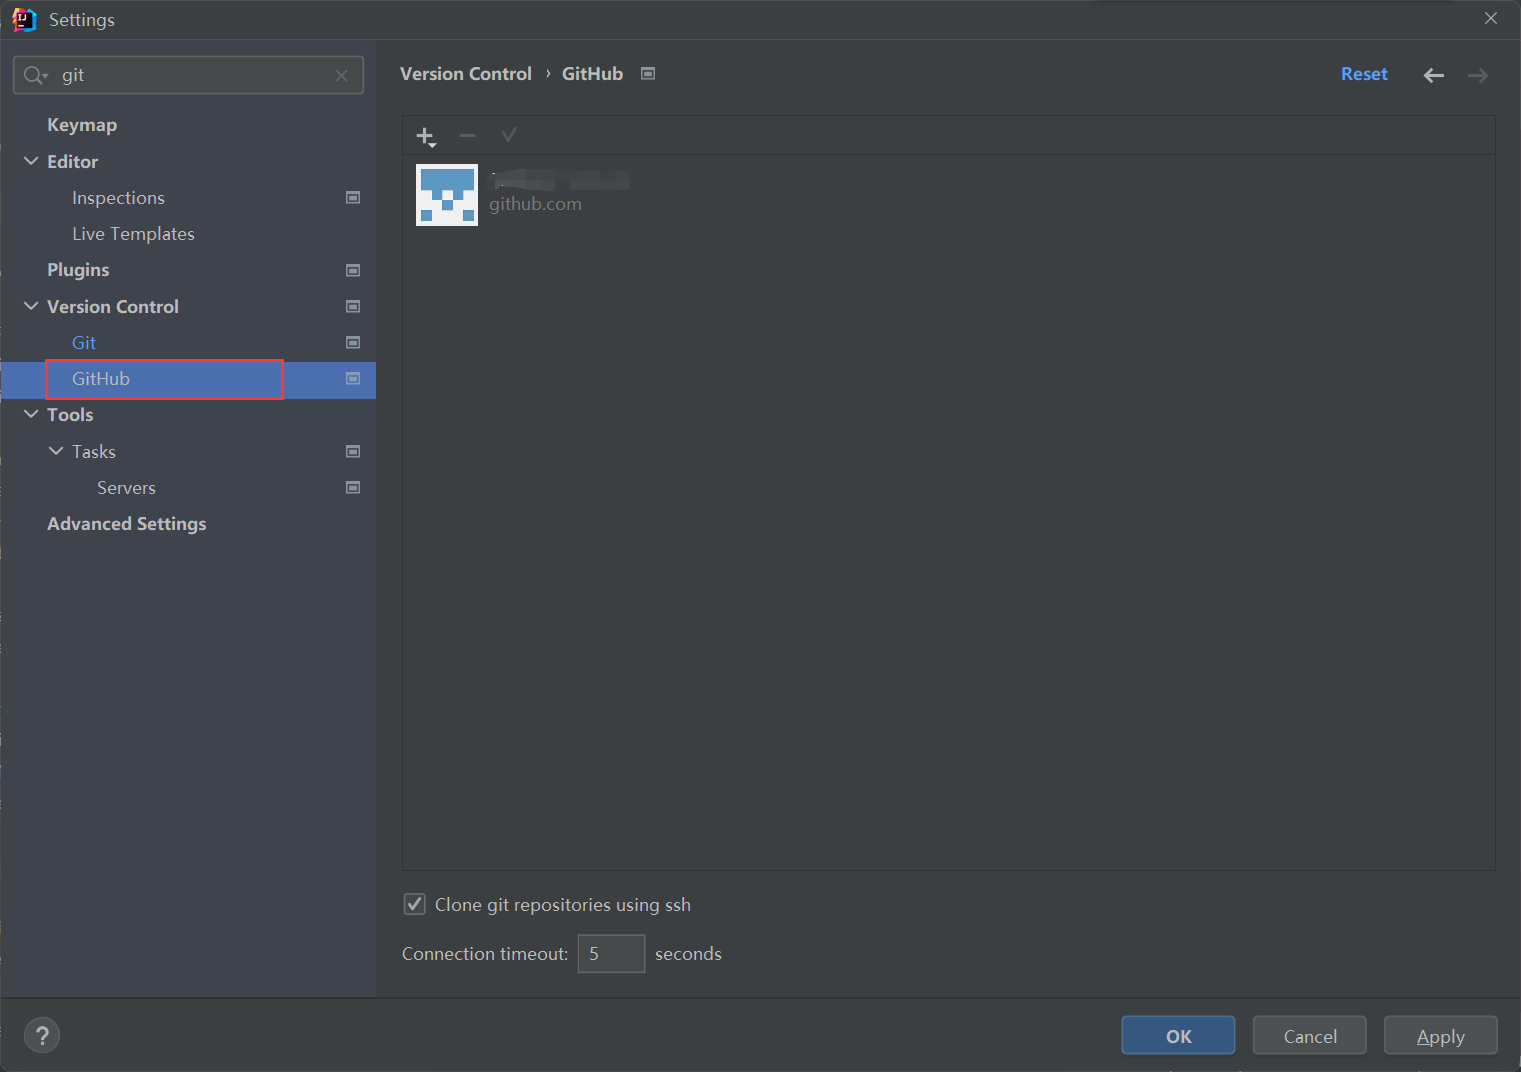 Settings
git
Keymap
Editor
Inspections
Live Templates
Plugins
Version Control
Git
GitHub
Tools
Tasks
Servers
Advanced Settings
Version Control › GitHub
Reset
github.com
Clone git repositories using ssh
Connection timeout: 5 seconds
?
OK
Cancel
Apply